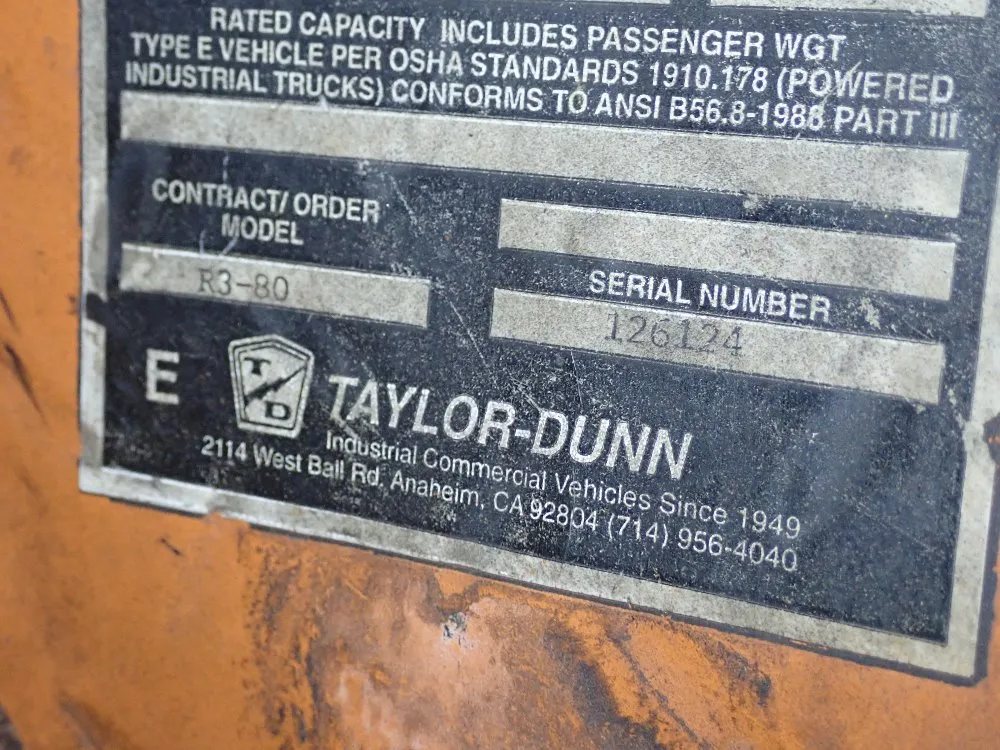 RATED CAPACITY INCLUDES PASSENGER WGT
TYPE E VEHICLE PER OSHA STANDARDS 1910.178 (POWERED
INDUSTRIAL TRUCKS) CONFORMS TO ANSI B56.8-1988 PART III
CONTRACT/ORDER
MODEL
R3-80
SERIAL NUMBER
126124
E
T
D
TAYLOR-DUNN
Industrial Commercial Vehicles Since 1949
2114 West Ball Rd, Anaheim, CA 92804 (714) 956-4040